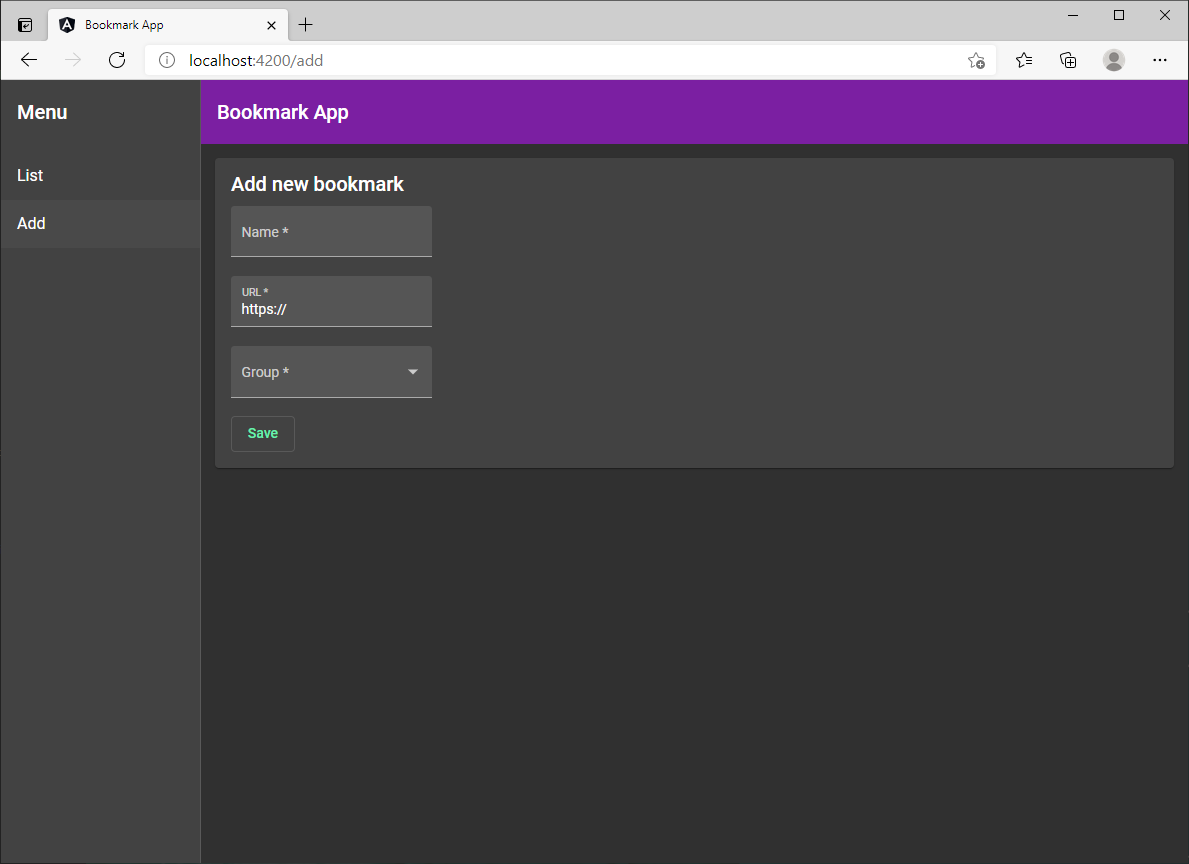 Bookmark App
localhost:4200/add
Menu
Bookmark App
List
Add
Add new bookmark
Name *
URL *
https://
Group *
Save